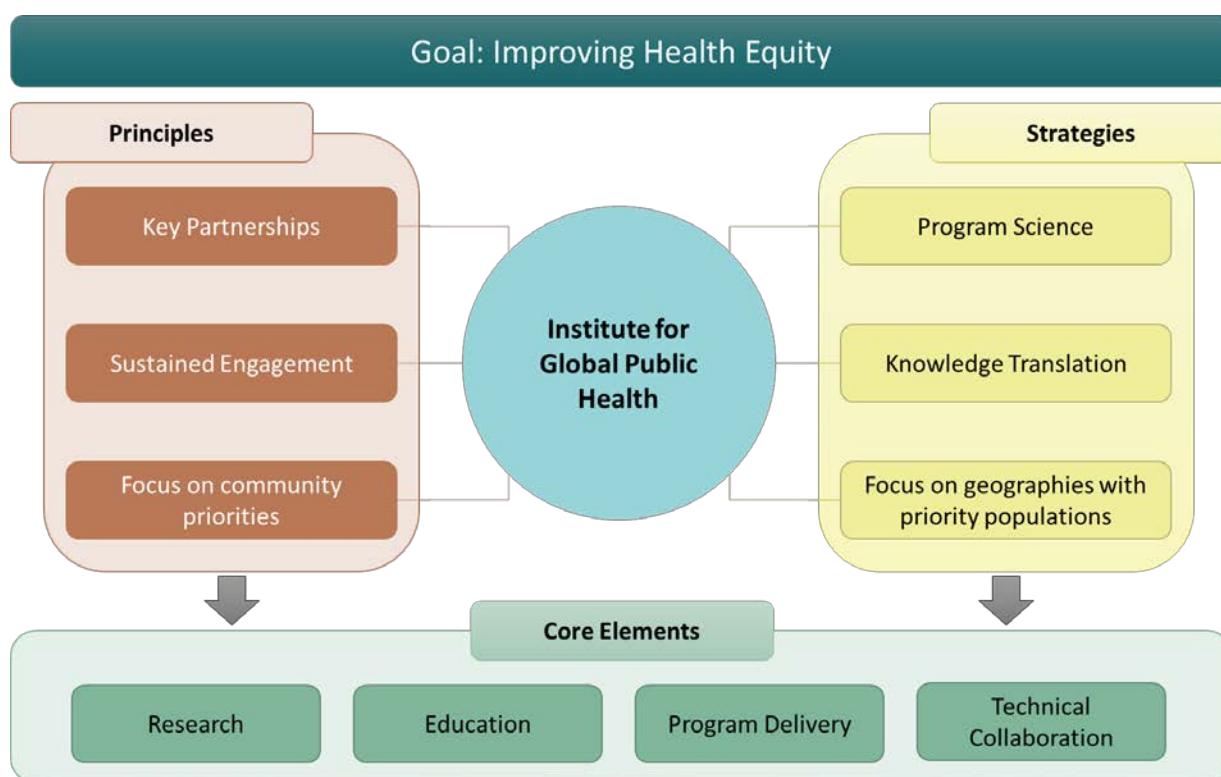 Goal: Improving Health Equity
Principles
Strategies
Key Partnerships
Program Science
Institute for
Global Public
Health
Sustained Engagement
Knowledge Translation
Focus on community
priorities
Focus on geographies with
priority populations
Core Elements
Research
Education
Program Delivery
Technical
Collaboration